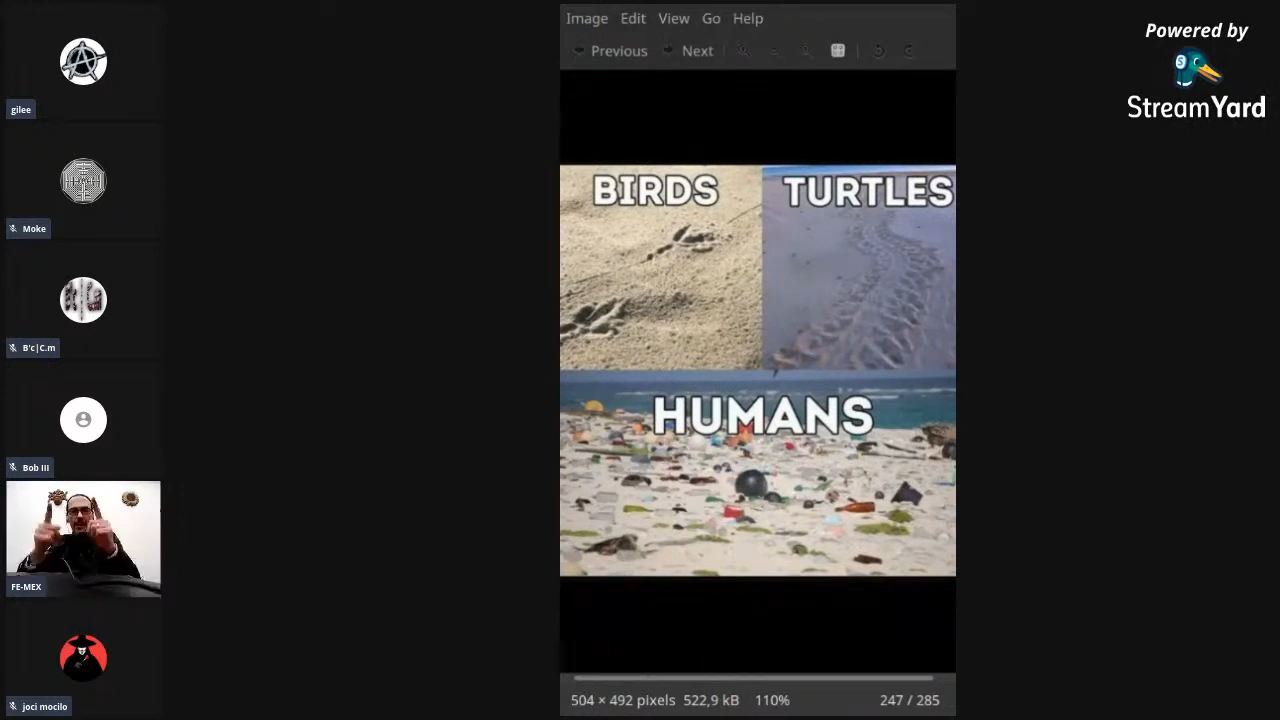 gilee
Moke
B'c|C.m
Bob III
FE-MEX
joci mocilo
Image Edit View Go Help
Previous Next
BIRDS
TURTLES
HUMANS
504 × 492 pixels 522,9 kB 110% 247 / 285
Powered by
StreamYard